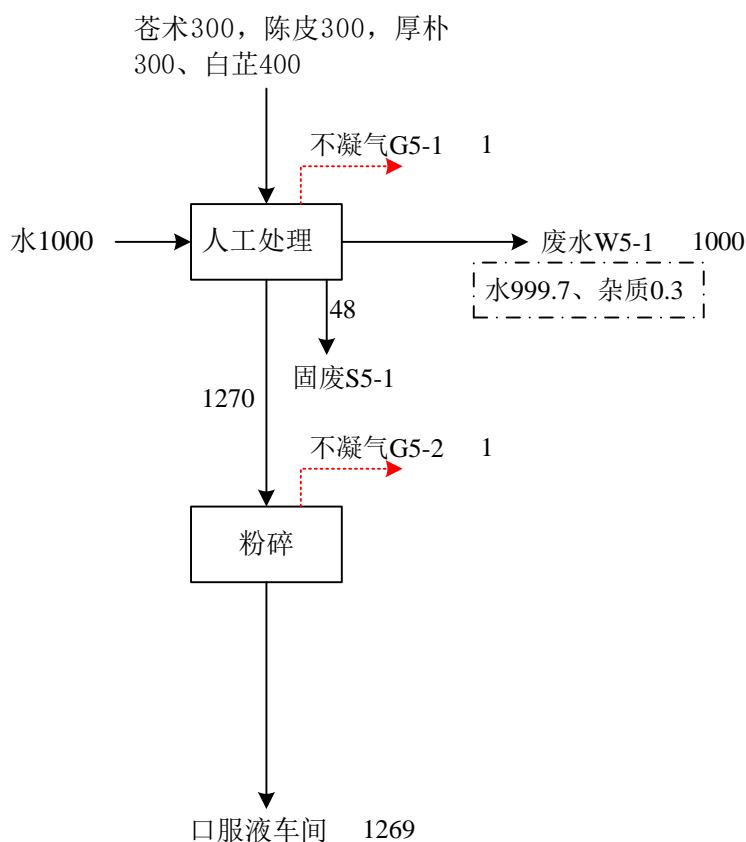 苍术300，陈皮300，厚朴
300、白芷400
不凝气G5-1 1
水1000
人工处理
废水W5-1 1000
水999.7、杂质0.3
48
固废S5-1
1270
不凝气G5-2 1
粉碎
口服液车间 1269